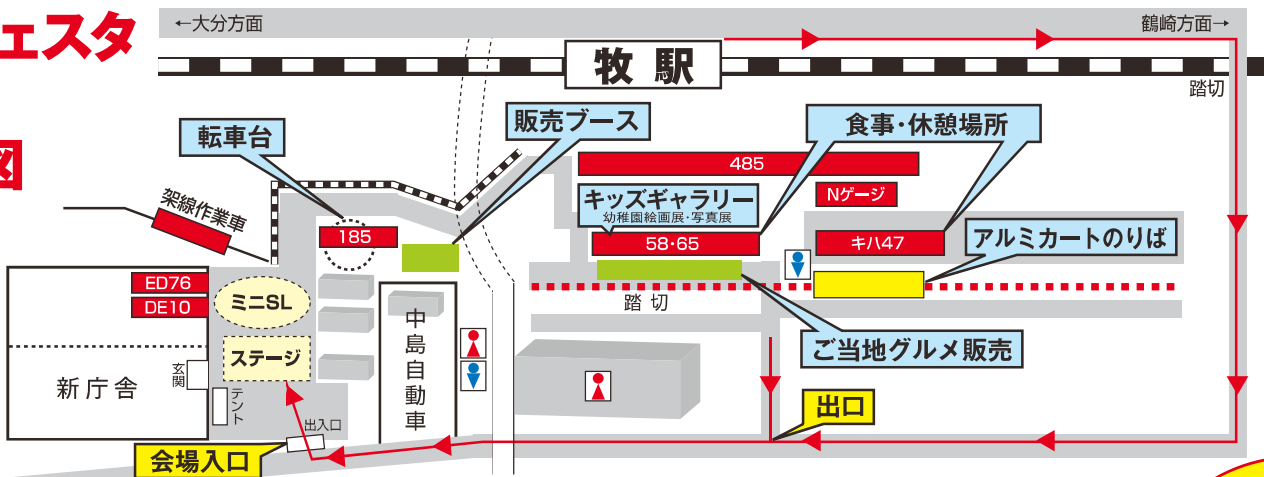 ェスタ
図
←大分方面
鶴崎方面→
牧駅
踏切
転車台
販売ブース
食事・休憩場所
485
Nゲージ
キッズギャラリー
幼稚園絵画展・写真展
58・65
キハ47
アルミカートのりば
架線作業車
185
ED76
DE10
ミニSL
ステージ
踏切
ご当地グルメ販売
中島自動車
新庁舎
玄関
テント
出入口
会場入口
出口